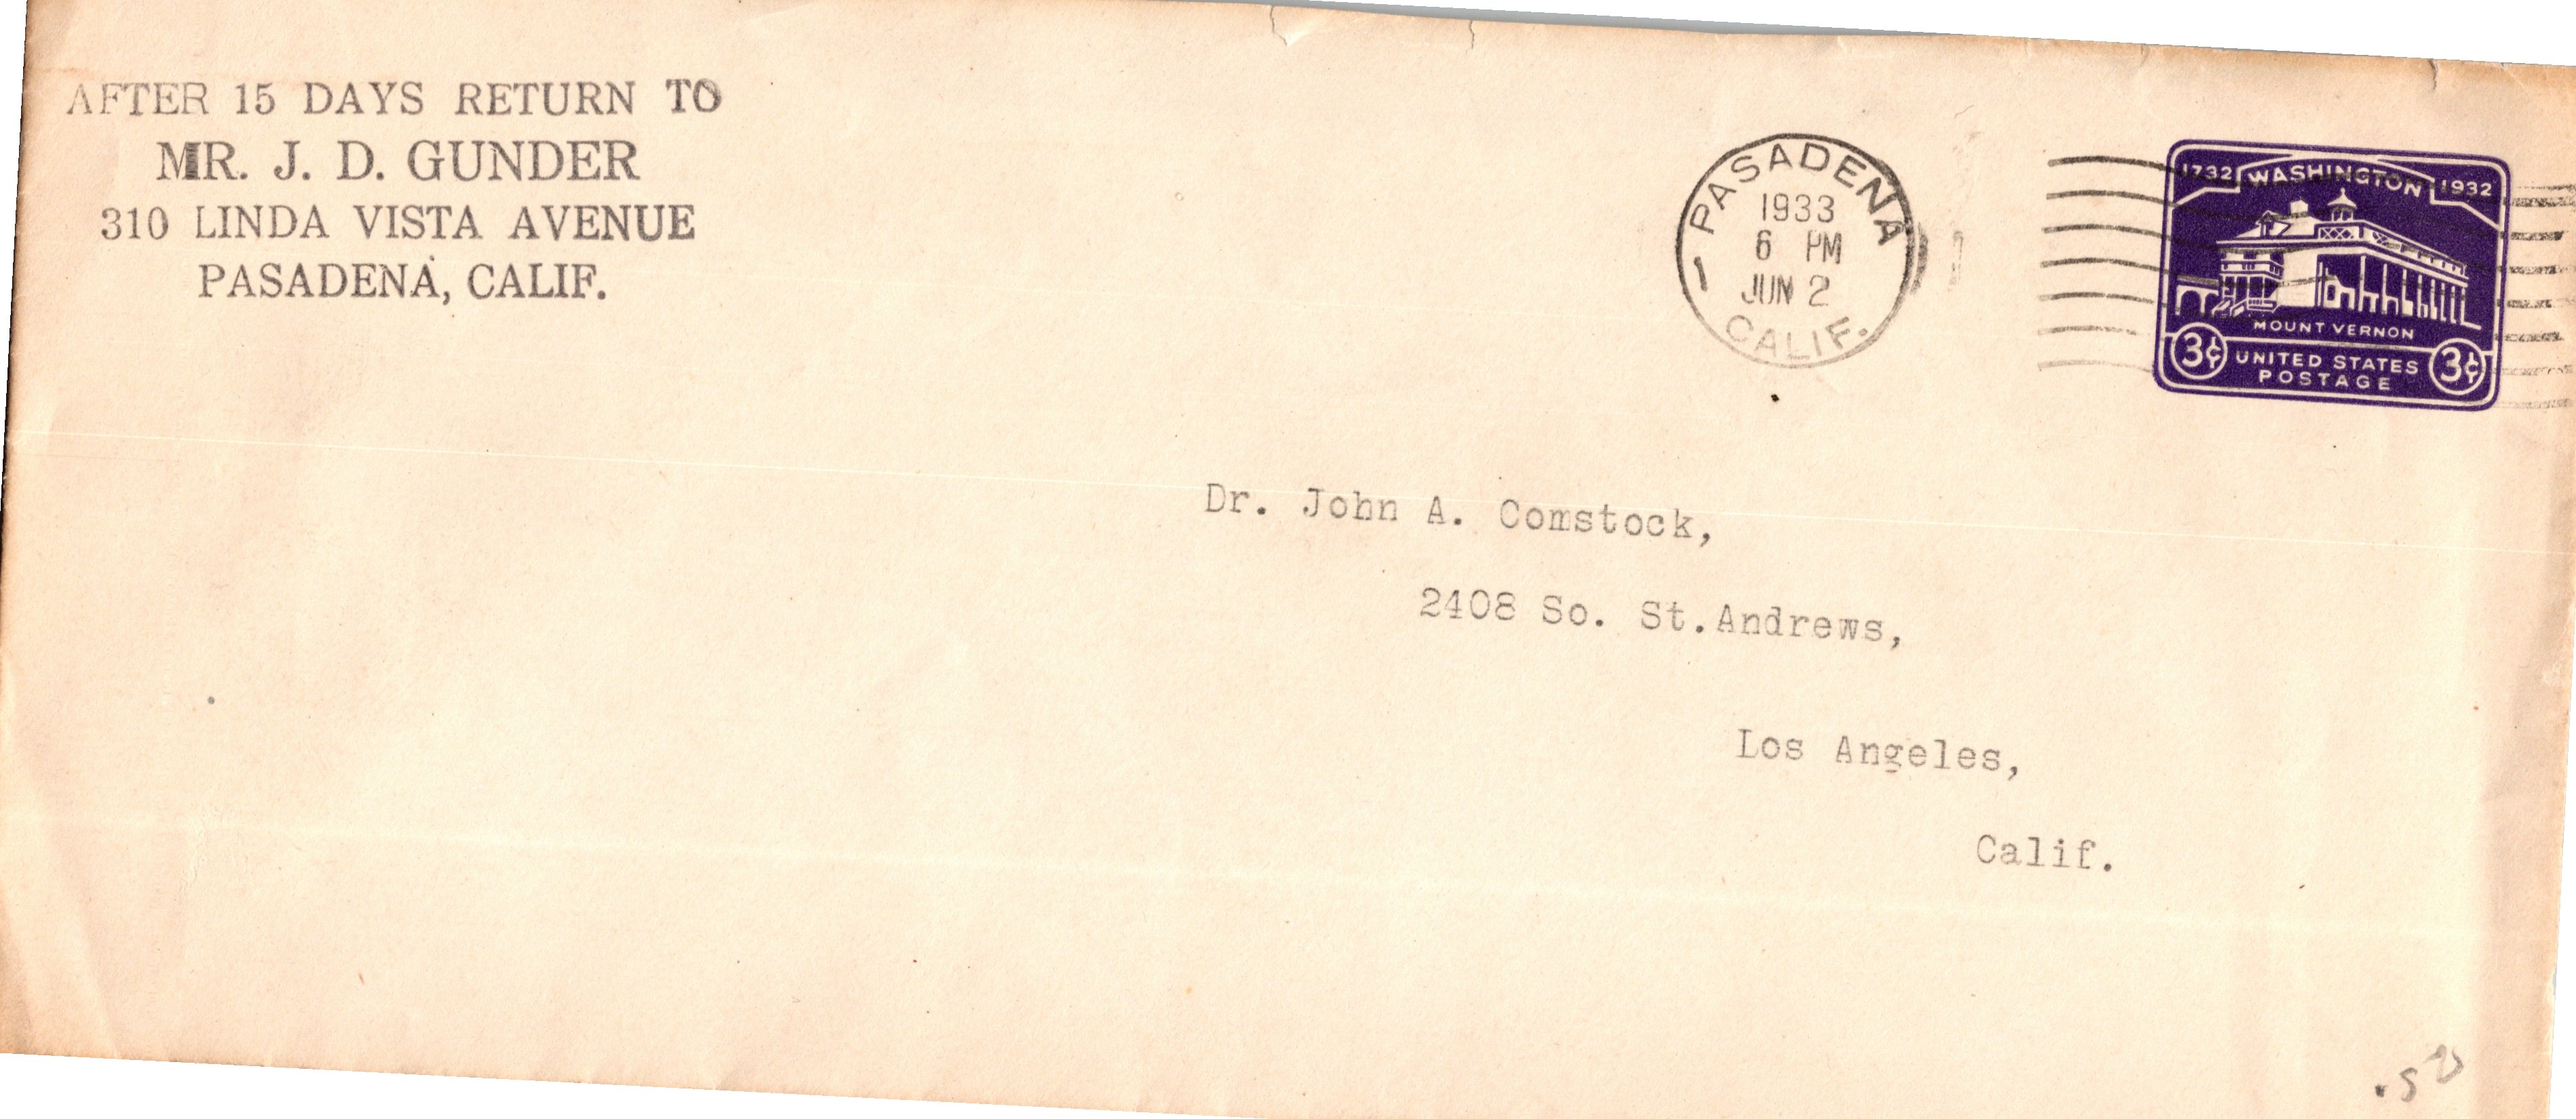 AFTER 15 DAYS RETURN TO
MR. J. D. GUNDER
310 LINDA VISTA AVENUE
PASADENA, CALIF.
PASADENA
1933
6 PM
JUN 2
CALIF.
1
1732 WASHINGTON 1932
MOUNT VERNON
3¢ UNITED STATES 3¢
POSTAGE
Dr. John A. Comstock,
2408 So. St.Andrews,
Los Angeles,
Calif.
.50